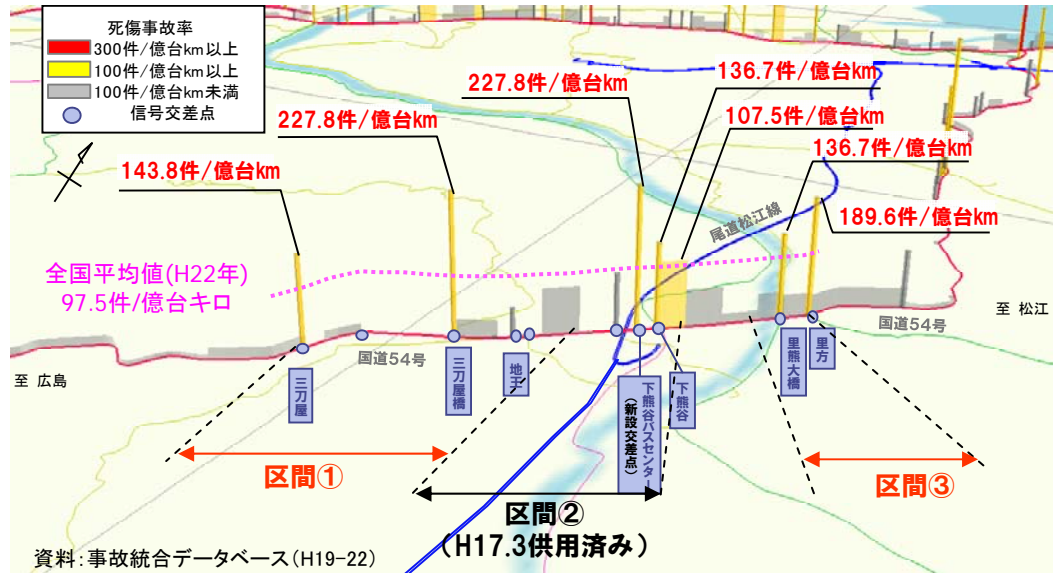 死傷事故率
300件/億台km以上
100件/億台km以上
100件/億台km未満
信号交差点
143.8件/億台km
227.8件/億台km
227.8件/億台km
136.7件/億台km
107.5件/億台km
136.7件/億台km
189.6件/億台km
尾道松江線
全国平均値(H22年)
97.5件/億台キロ
至 松江
国道54号
国道54号
至 広島
三刀屋
三刀屋橋
地王
下熊谷バスセンター
(新設交差点)
下熊谷
里熊大橋
里方
区間①
区間②
(H17.3供用済み)
区間③
資料:事故統合データベース(H19-22)